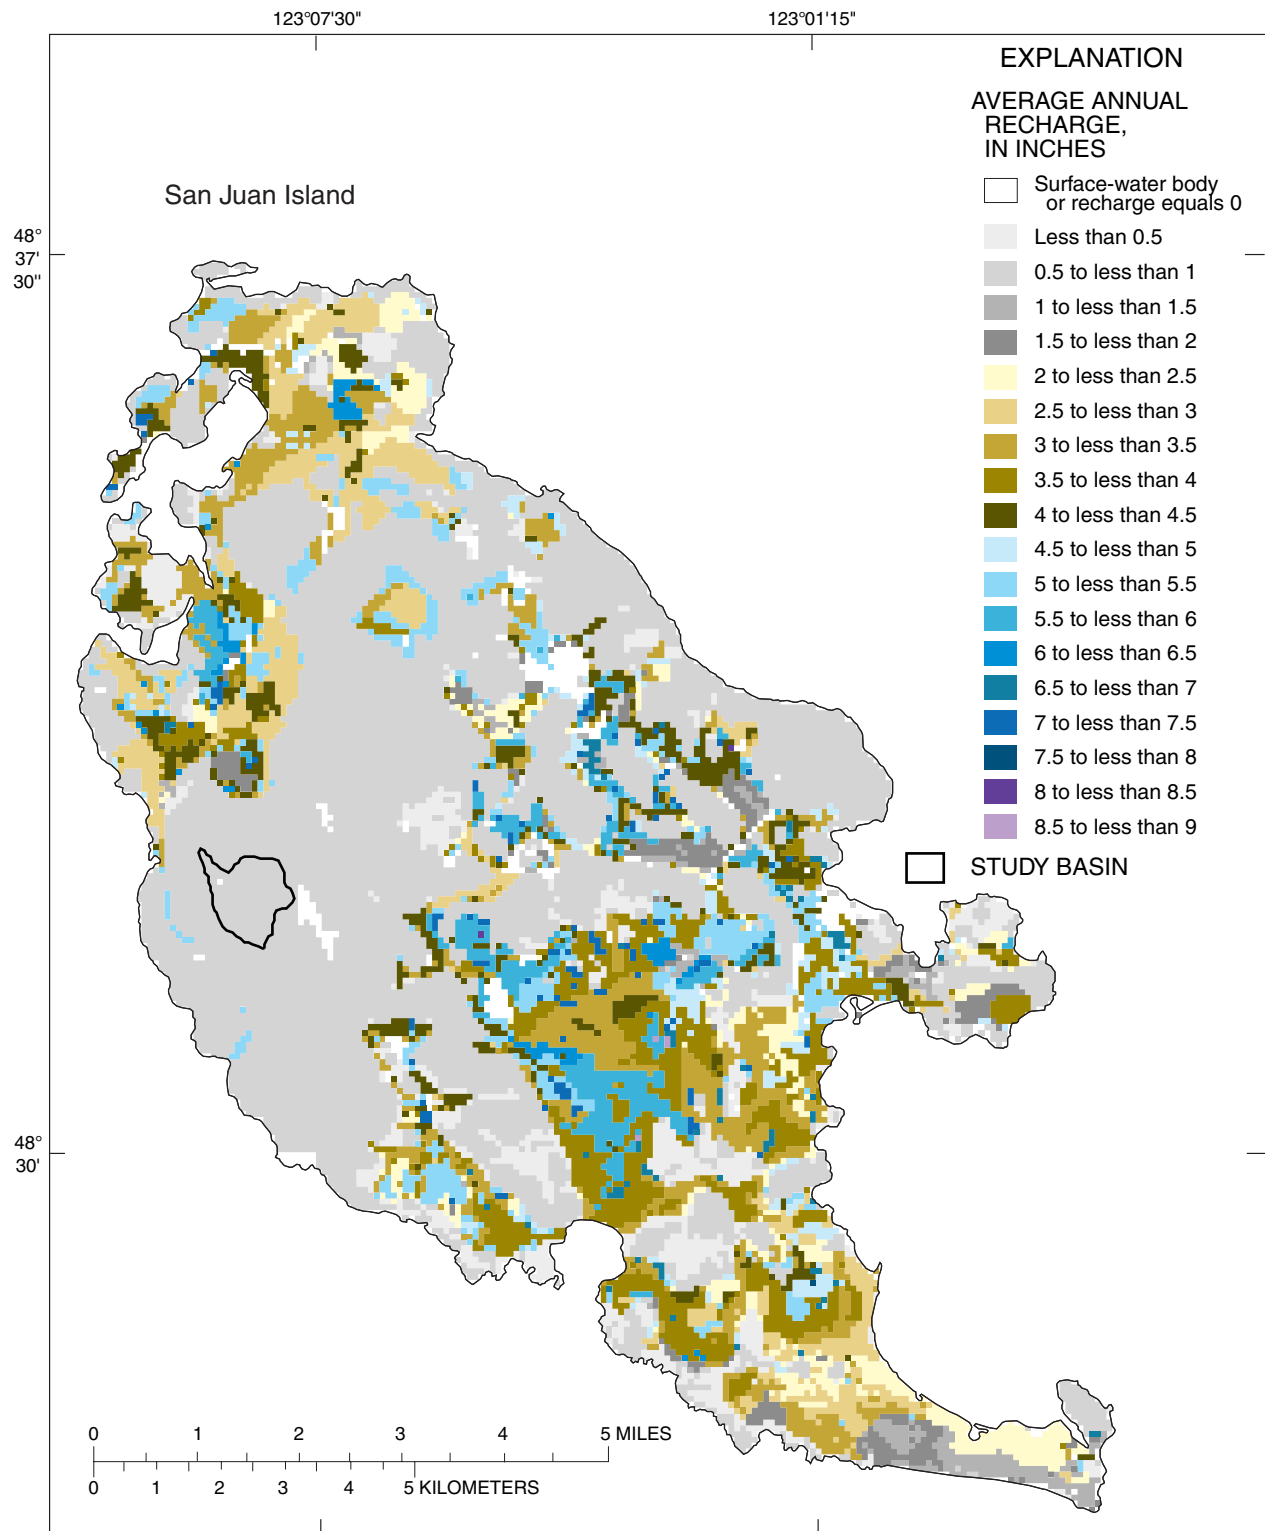 123°07'30"
123°01'15"
EXPLANATION
AVERAGE ANNUAL
RECHARGE,
IN INCHES
Surface-water body
or recharge equals 0
Less than 0.5
0.5 to less than 1
1 to less than 1.5
1.5 to less than 2
2 to less than 2.5
2.5 to less than 3
3 to less than 3.5
3.5 to less than 4
4 to less than 4.5
4.5 to less than 5
5 to less than 5.5
5.5 to less than 6
6 to less than 6.5
6.5 to less than 7
7 to less than 7.5
7.5 to less than 8
8 to less than 8.5
8.5 to less than 9
STUDY BASIN
San Juan Island
48°
37'
30"
48°
30'
0 1 2 3 4 5 MILES
0 1 2 3 4 5 KILOMETERS